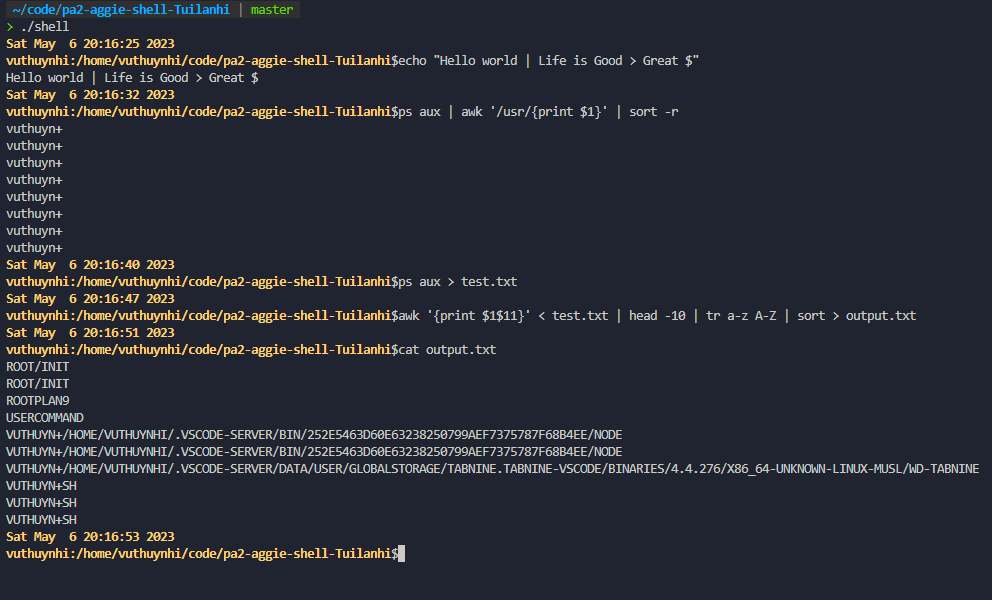 ~/code/pa2-aggie-shell-Tuilanhi | master
> ./shell
Sat May  6 20:16:25 2023
vuthuynhi:/home/vuthuynhi/code/pa2-aggie-shell-Tuilanhi$echo "Hello world | Life is Good > Great $"
Hello world | Life is Good > Great $
Sat May  6 20:16:32 2023
vuthuynhi:/home/vuthuynhi/code/pa2-aggie-shell-Tuilanhi$ps aux | awk '/usr/{print $1}' | sort -r
vuthuyn+
vuthuyn+
vuthuyn+
vuthuyn+
vuthuyn+
vuthuyn+
vuthuyn+
vuthuyn+
Sat May  6 20:16:40 2023
vuthuynhi:/home/vuthuynhi/code/pa2-aggie-shell-Tuilanhi$ps aux > test.txt
Sat May  6 20:16:47 2023
vuthuynhi:/home/vuthuynhi/code/pa2-aggie-shell-Tuilanhi$awk '{print $1$11}' < test.txt | head -10 | tr a-z A-Z | sort > output.txt
Sat May  6 20:16:51 2023
vuthuynhi:/home/vuthuynhi/code/pa2-aggie-shell-Tuilanhi$cat output.txt
ROOT/INIT
ROOT/INIT
ROOTPLAN9
USERCOMMAND
VUTHUYN+/HOME/VUTHUYNHI/.VSCODE-SERVER/BIN/252E5463D60E63238250799AEF7375787F68B4EE/NODE
VUTHUYN+/HOME/VUTHUYNHI/.VSCODE-SERVER/BIN/252E5463D60E63238250799AEF7375787F68B4EE/NODE
VUTHUYN+/HOME/VUTHUYNHI/.VSCODE-SERVER/DATA/USER/GLOBALSTORAGE/TABNINE.TABNINE-VSCODE/BINARIES/4.4.276/X86_64-UNKNOWN-LINUX-MUSL/WD-TABNINE
VUTHUYN+SH
VUTHUYN+SH
VUTHUYN+SH
Sat May  6 20:16:53 2023
vuthuynhi:/home/vuthuynhi/code/pa2-aggie-shell-Tuilanhi$